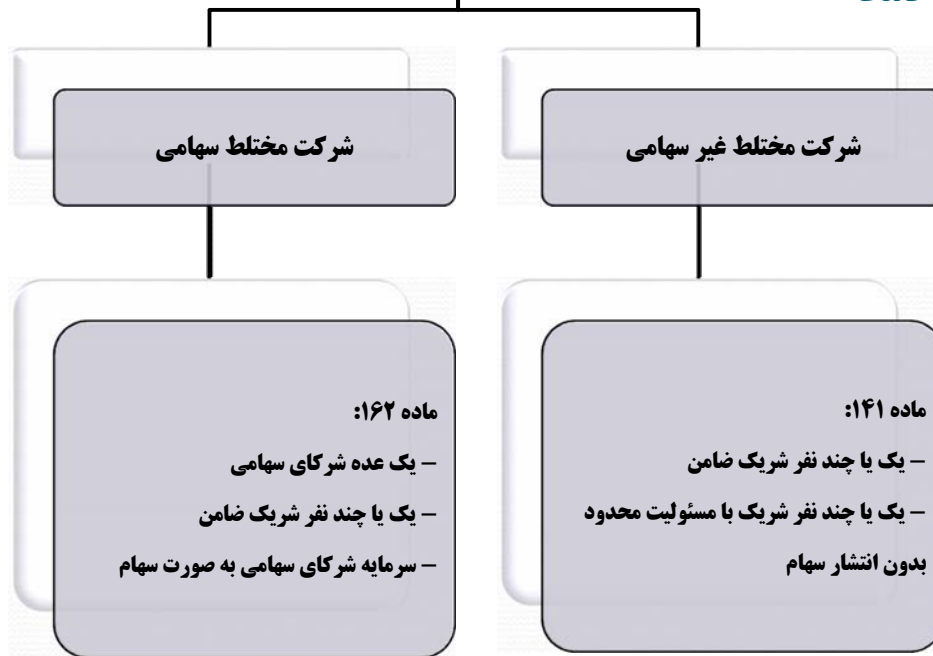 شرکت مختلط غیر سهامی
شرکت مختلط سهامی
ماده ۱۴۱:
– یک یا چند نفر شریک ضامن
– یک یا چند نفر شریک با مسئولیت محدود
بدون انتشار سهام
ماده ۱۶۲:
– یک عده شرکای سهامی
– یک یا چند نفر شریک ضامن
– سرمایه شرکای سهامی به صورت سهام